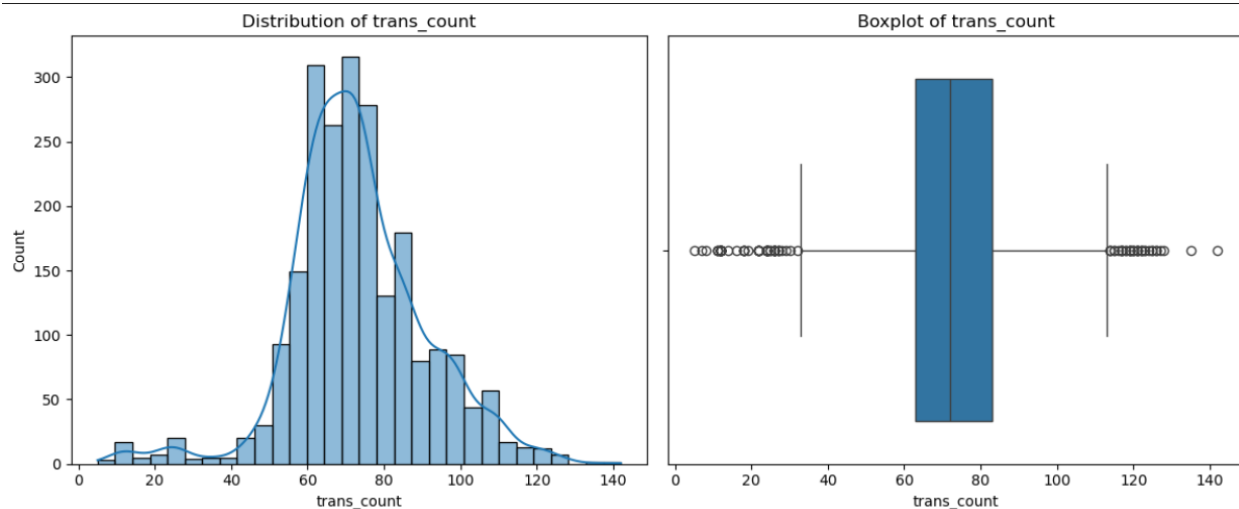 Distribution of trans_count
Boxplot of trans_count
300
250
200
150
100
50
0
Count
0 20 40 60 80 100 120 140
trans_count
0 20 40 60 80 100 120 140
trans_count